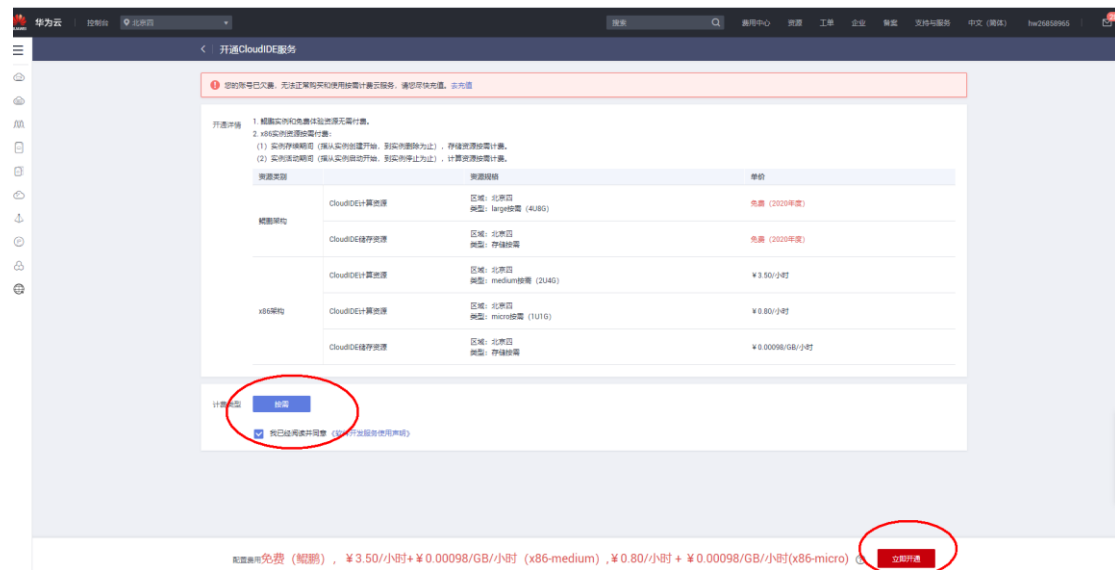 华为云 控制台 北京四 搜索 费用中心 资源 工单 企业 备案 支持与服务 中文 (简体) hw26858965
开通CloudIDE服务
您的账号已欠费，无法正常购买和使用按需计费云服务，请您尽快充值。去充值
开通详情 1. 鲲鹏实例和免费体验资源无需付费。
2. x86实例资源按需付费：
(1) 实例存续期间（指从实例创建开始，到实例删除为止），存储资源按需计费。
(2) 实例活动期间（指从实例启动开始，到实例停止为止），计算资源按需计费。
资源类别 资源规格 单价
鲲鹏架构
CloudIDE计算资源
区域：北京四
类型：large按需（4U8G）
免费（2020年度）
CloudIDE储存资源
区域：北京四
类型：存储按需
免费（2020年度）
x86架构
CloudIDE计算资源
区域：北京四
类型：medium按需（2U4G）
¥3.50/小时
CloudIDE计算资源
区域：北京四
类型：micro按需（1U1G）
¥0.80/小时
CloudIDE储存资源
区域：北京四
类型：存储按需
¥0.00098/GB/小时
计费类型 按需
我已经阅读并同意《软件开发服务使用声明》
配置费用免费（鲲鹏），¥3.50/小时+¥0.00098/GB/小时（x86-medium）,¥0.80/小时 + ¥0.00098/GB/小时(x86-micro) 立即开通